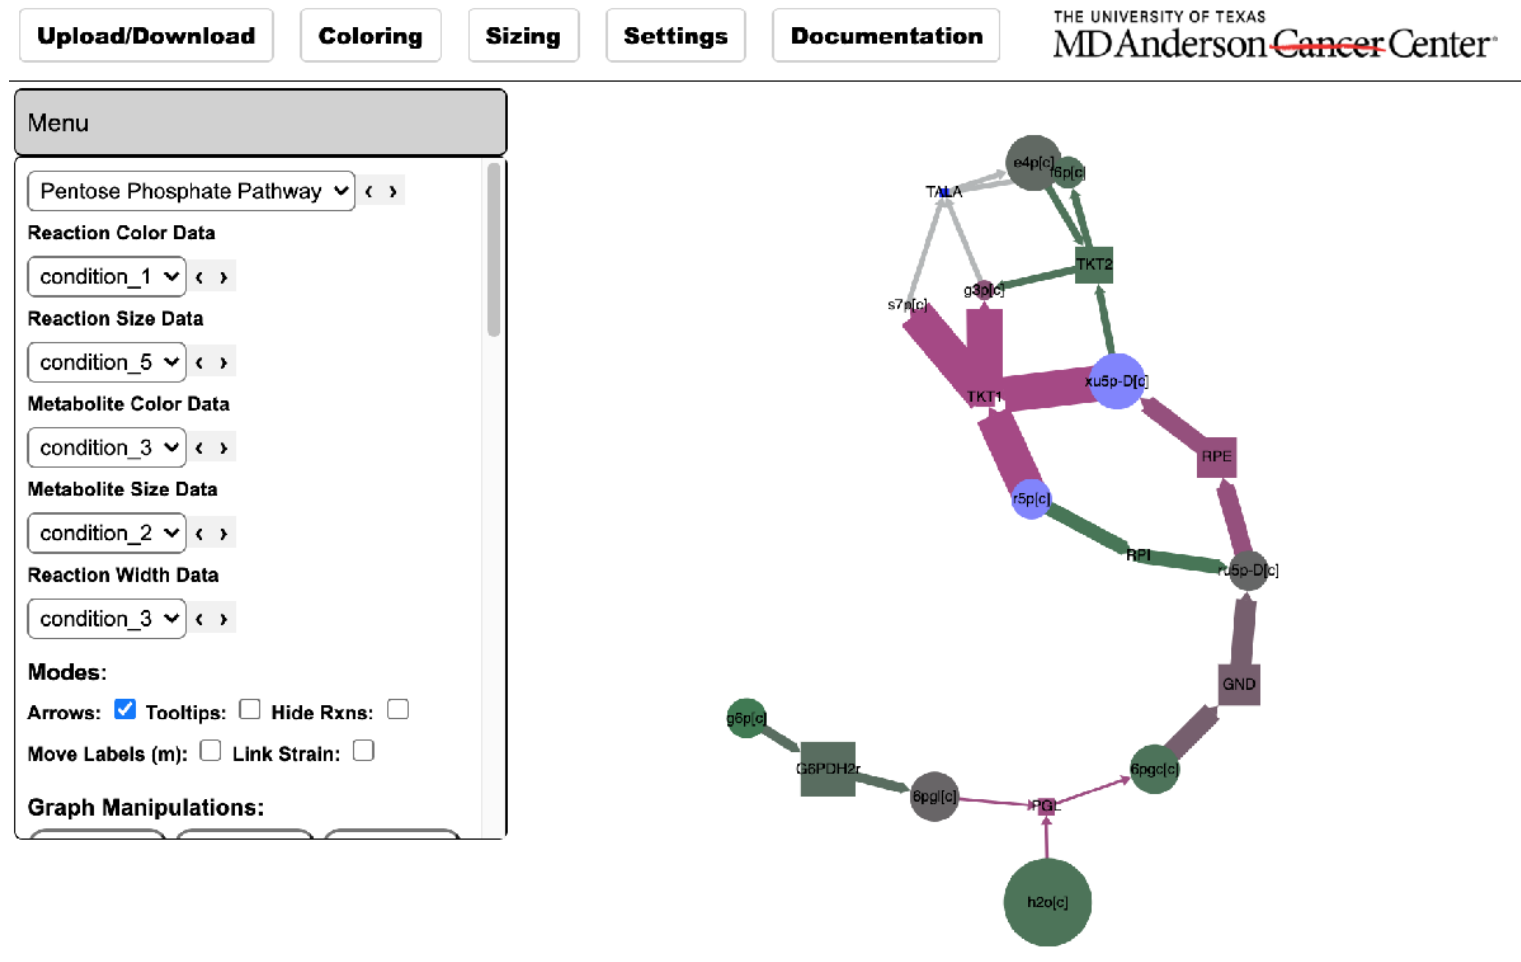 Upload/Download Coloring Sizing Settings Documentation
THE UNIVERSITY OF TEXAS
MD Anderson Cancer Center
Menu
Pentose Phosphate Pathway ‹ ›
Reaction Color Data
condition_1 ‹ ›
Reaction Size Data
condition_5 ‹ ›
Metabolite Color Data
condition_3 ‹ ›
Metabolite Size Data
condition_2 ‹ ›
Reaction Width Data
condition_3 ‹ ›
Modes:
Arrows: Tooltips: Hide Rxns:
Move Labels (m): Link Strain:
Graph Manipulations:
e4p[c]
f6p[c]
TALA
TKT2
g3p[c]
s7p[c]
xu5p-D[c]
TKT1
RPE
r5p[c]
RPI
ru5p-D[c]
GND
g6p[c]
G6PDH2r
6pgc[c]
6pgl[c]
PGL
h2o[c]